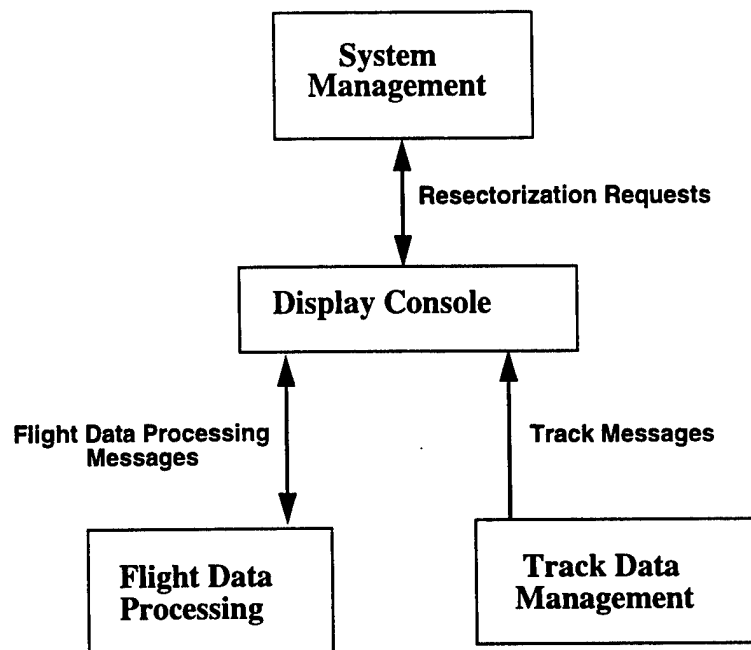 System
Management
Resectorization Requests
Display Console
Flight Data Processing
Messages
Track Messages
Flight Data
Processing
Track Data
Management